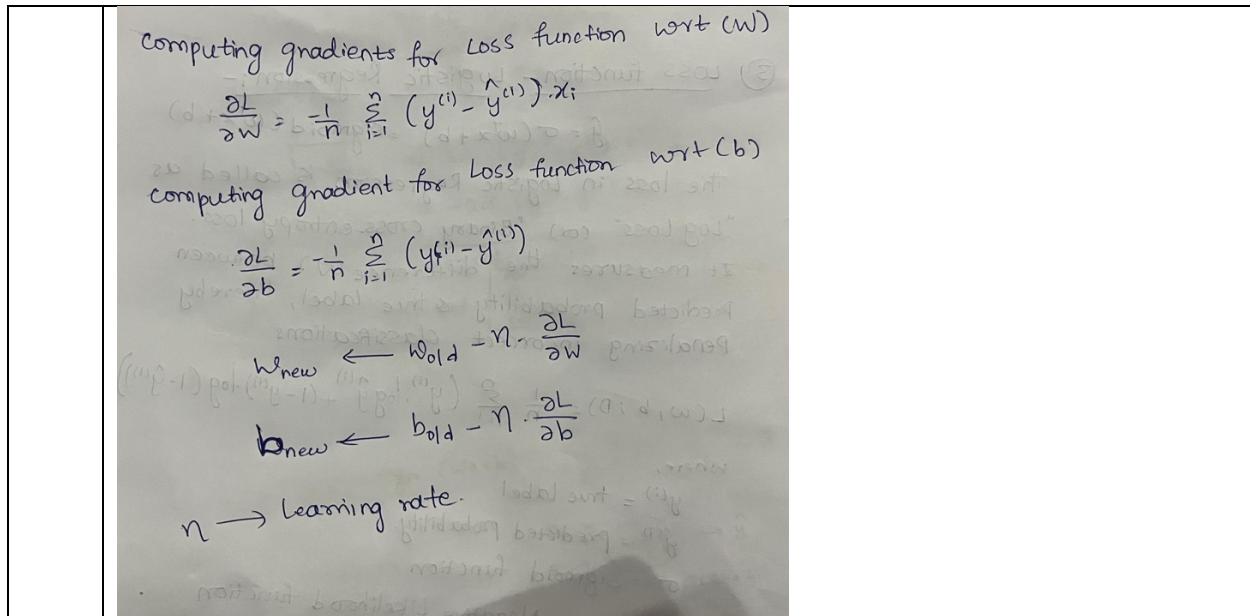 Computing gradients for Loss function wrt (W)
∂L/∂W = -1/n Σ_{i=1}^{n} (y^(i) - ŷ^(i)).x_i
Computing gradient for Loss function wrt (b)
∂L/∂b = -1/n Σ_{i=1}^{n} (y^(i) - ŷ^(i))
W_new ← W_old - η. ∂L/∂W
b_new ← b_old - η. ∂L/∂b
η → Learning rate.